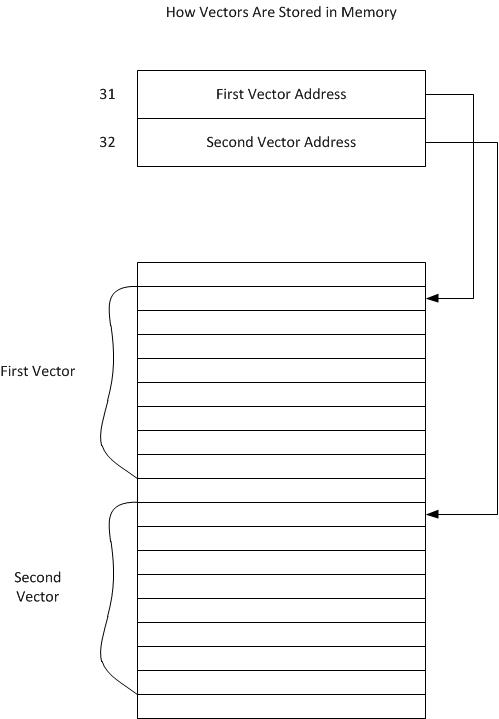 How Vectors Are Stored in Memory
31
First Vector Address
32
Second Vector Address
First Vector
Second
Vector